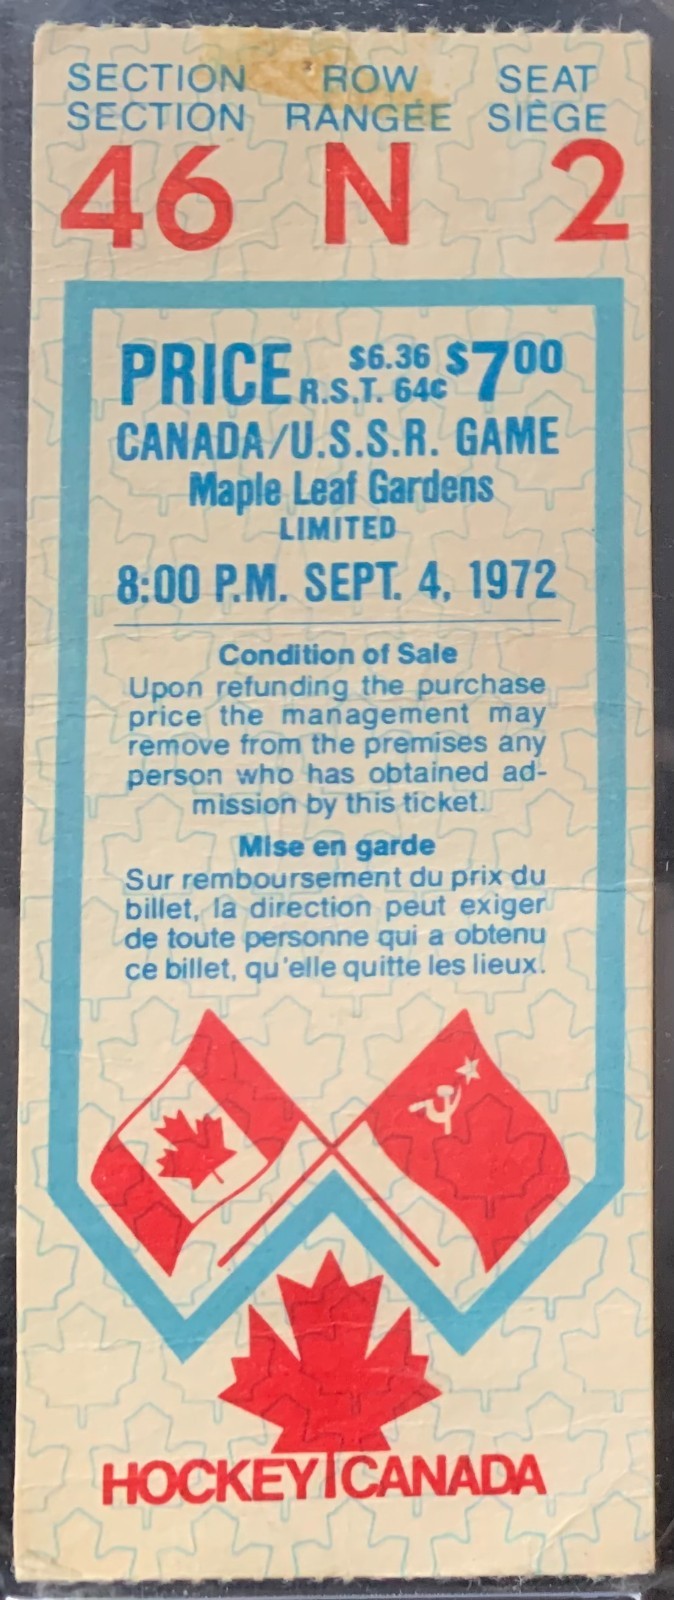 SECTION ROW SEAT
SECTION RANGÉE SIÈGE
46 N 2
PRICE $6.36 $7.00
R.S.T. 64c
CANADA/U.S.S.R. GAME
Maple Leaf Gardens
LIMITED
8:00 P.M. SEPT. 4, 1972
Condition of Sale
Upon refunding the purchase
price the management may
remove from the premises any
person who has obtained ad-
mission by this ticket.
Mise en garde
Sur remboursement du prix du
billet, la direction peut exiger
de toute personne qui a obtenu
ce billet, qu'elle quitte les lieux.
HOCKEY CANADA